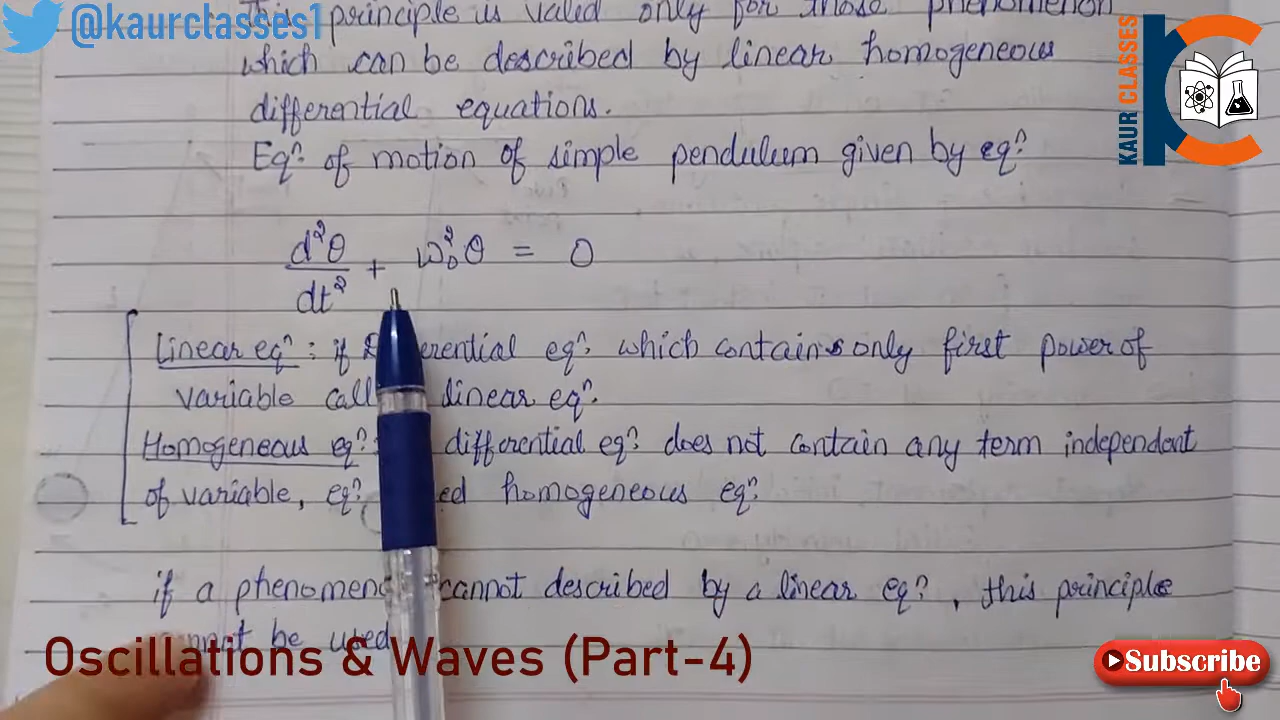 @kaurclasses1
This principle is valid only for those phenomenon
which can be described by linear homogeneous
differential equations.
Eqⁿ. of motion of simple pendulum given by eqⁿ.
d²θ/dt² + ω₀²θ = 0
Linear eqⁿ : if erential eqⁿ. which contains only first power of
variable call linear eqⁿ.
Homogeneous eqⁿ. differential eqⁿ. does not contain any term independent
of variable, eqⁿ. ed homogeneous eqⁿ.
if a phenomeno cannot described by a linear eqⁿ. , this principle
be used
Oscillations & Waves (Part-4)
KAUR CLASSES
Subscribe